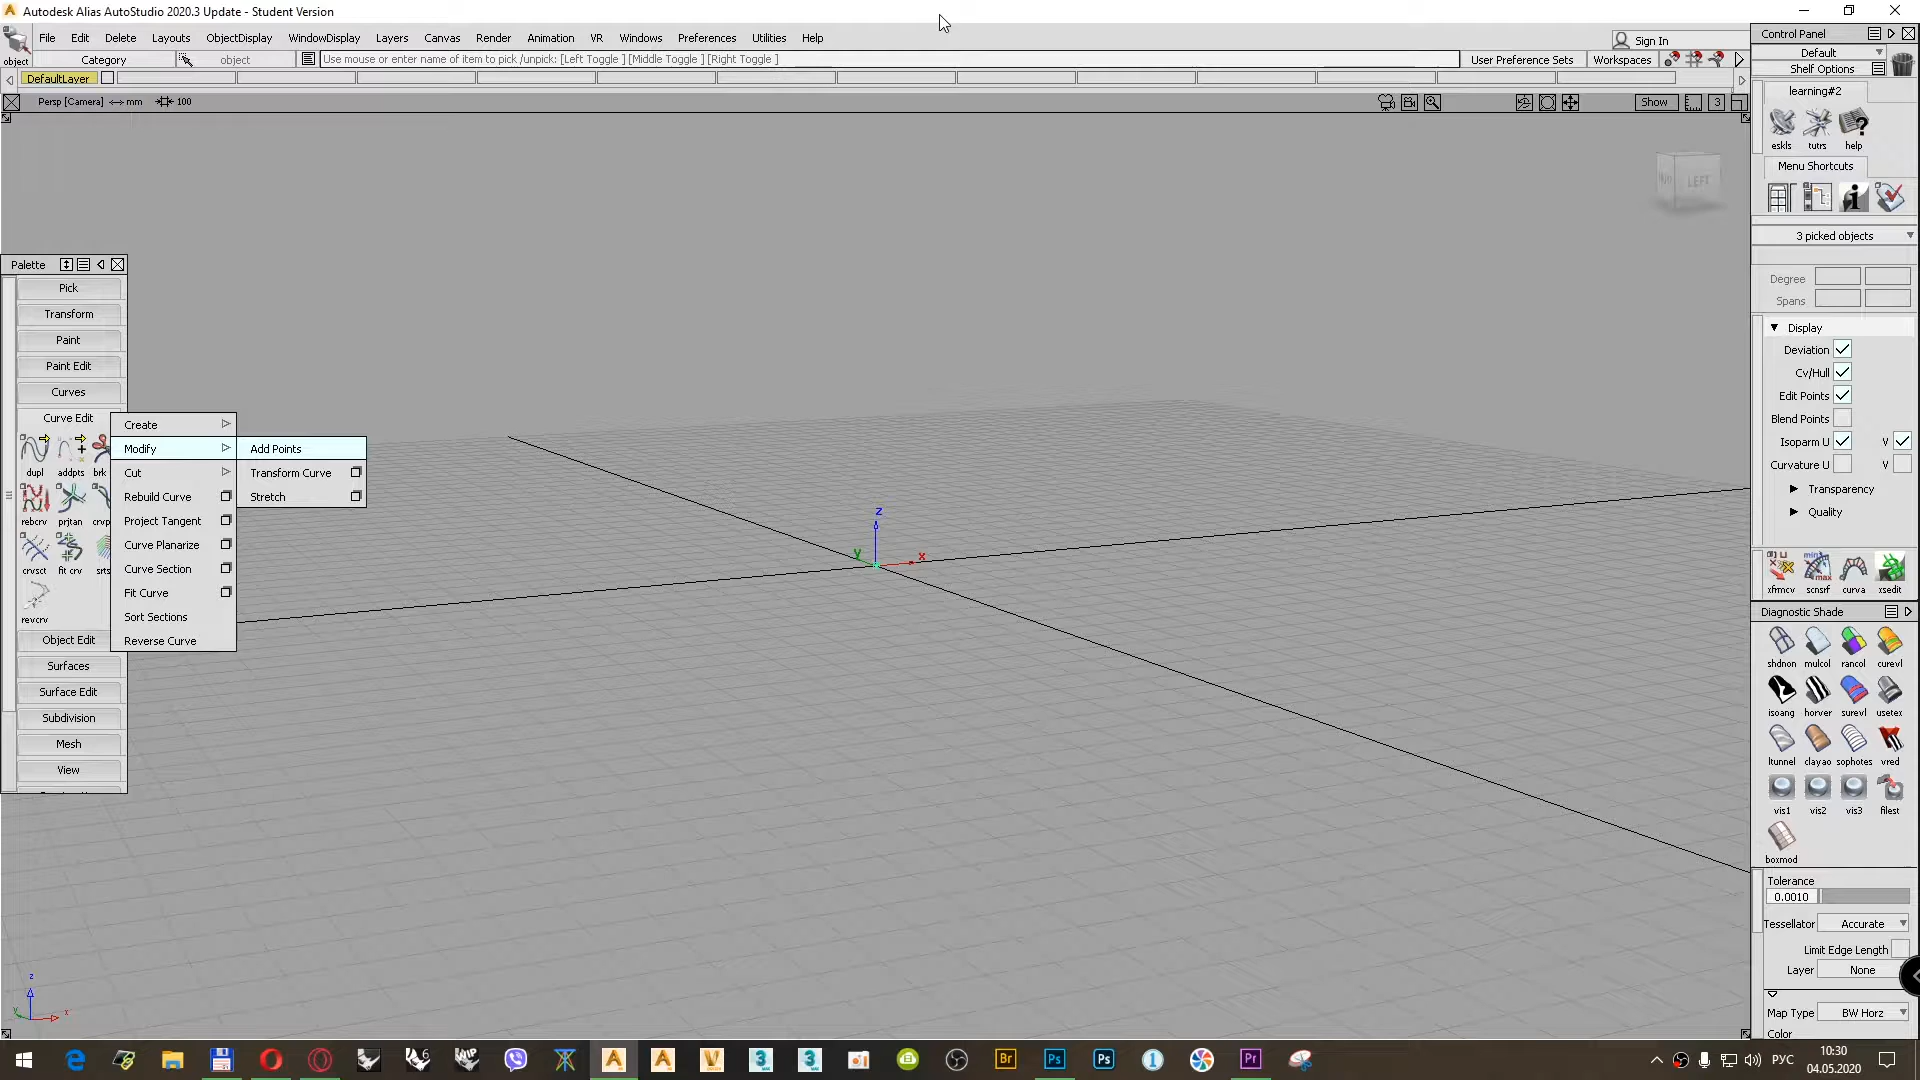 Autodesk Alias AutoStudio 2020.3 Update - Student Version
File Edit Delete Layouts ObjectDisplay WindowDisplay Layers Canvas Render Animation VR Windows Preferences Utilities Help
Sign In
object Category object Use mouse or enter name of item to pick /unpick: [Left Toggle ] [Middle Toggle ] [Right Toggle ] User Preference Sets Workspaces
DefaultLayer
Persp [Camera] mm 100 Show 3
LEFT
z
y
x
Palette
Pick
Transform
Paint
Paint Edit
Curves
Curve Edit
dupl addpts brk
rebcrv prjtan crvp
crvsct fit crv srts
revcrv
Object Edit
Surfaces
Surface Edit
Subdivision
Mesh
View
Create
Modify
Cut
Rebuild Curve
Project Tangent
Curve Planarize
Curve Section
Fit Curve
Sort Sections
Reverse Curve
Add Points
Transform Curve
Stretch
z
y
x
Control Panel
Default
Shelf Options
learning#2
eskls tutrs help
Menu Shortcuts
3 picked objects
Degree
Spans
Display
Deviation
Cv/Hull
Edit Points
Blend Points
Isoparm U V
Curvature U V
Transparency
Quality
xfrmcv scnsrf curva xsedit
Diagnostic Shade
shdnon mulcol rancol curevl
isoang horver surevl usetex
ltunnel clayao sophotes vred
vis1 vis2 vis3 filest
boxmod
Tolerance
0.0010
Tessellator Accurate
Limit Edge Length
Layer None
Map Type BW Horz
Color
Br Ps Ps Pr
РУС
10:30
04.05.2020